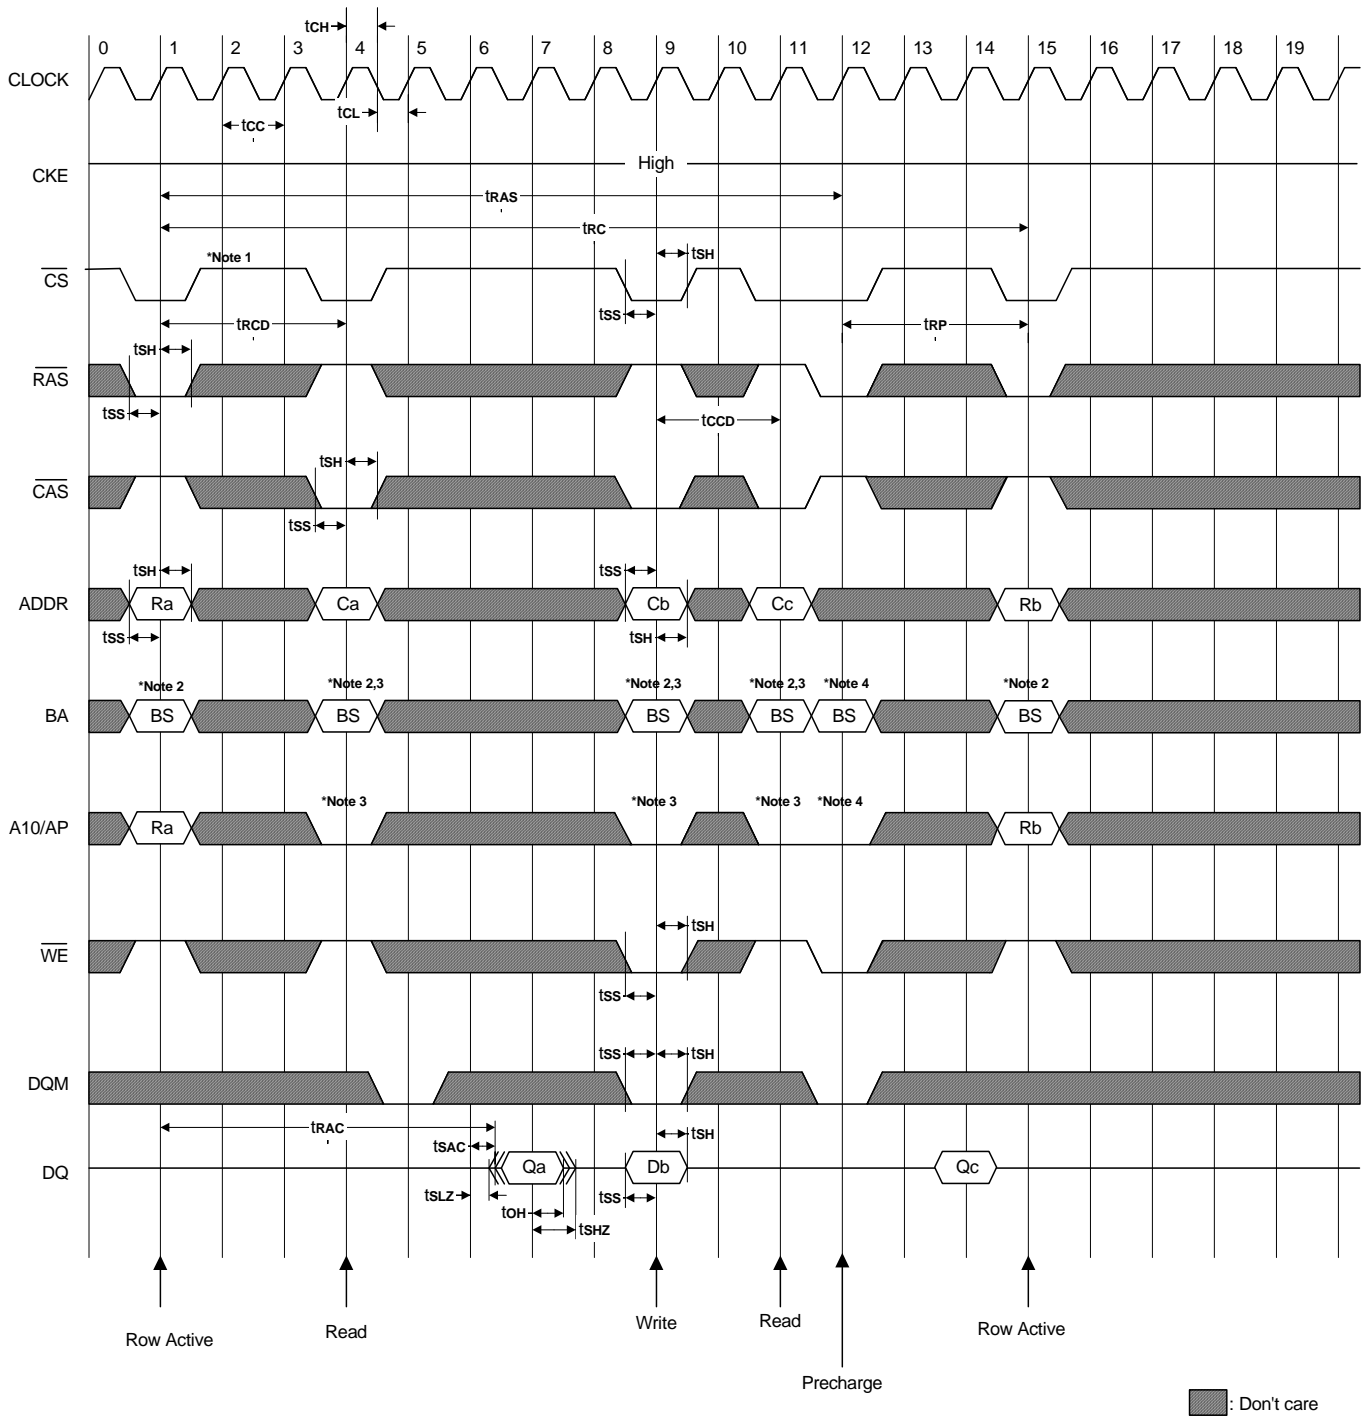 tCH
0 1 2 3 4 5 6 7 8 9 10 11 12 13 14 15 16 17 18 19
CLOCK
tCL
tCC
High
CKE
tRAS
tRC
*Note 1
tSH
CS
tSS
tRCD
tRP
tSH
RAS
tSS
tCCD
tSH
CAS
tSS
tSH
tSS
ADDR Ra Ca Cb Cc Rb
tSS
tSH
*Note 2 *Note 2,3 *Note 2,3 *Note 2,3 *Note 4 *Note 2
BA BS BS BS BS BS BS
*Note 3 *Note 3 *Note 3 *Note 4
A10/AP Ra Rb
tSH
WE
tSS
tSS tSH
DQM
tRAC
tSH
tSAC
DQ Qa Db Qc
tSLZ
tSS
tOH
tSHZ
Row Active Read Write Read Row Active
Precharge
: Don't care